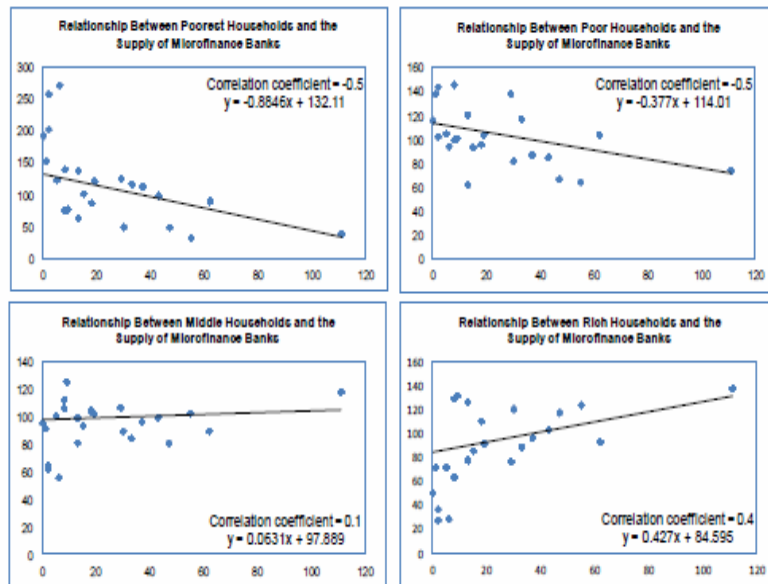 Relationship Between Poorest Households and the
Supply of Microfinance Banks
Correlation coefficient = -0.5
y = -0.8846x + 132.11
300
250
200
150
100
50
0
0 20 40 60 80 100 120
Relationship Between Poor Households and the
Supply of Microfinance Banks
Correlation coefficient = -0.5
y = -0.377x + 114.01
160
140
120
100
80
60
40
20
0
0 20 40 60 80 100 120
Relationship Between Middle Households and the
Supply of Microfinance Banks
140
120
100
80
60
40
20
0
Correlation coefficient = 0.1
y = 0.0631x + 97.889
0 20 40 60 80 100 120
Relationship Between Rich Households and the
Supply of Microfinance Banks
160
140
120
100
80
60
40
20
0
Correlation coefficient = 0.4
y = 0.427x + 84.595
0 20 40 60 80 100 120